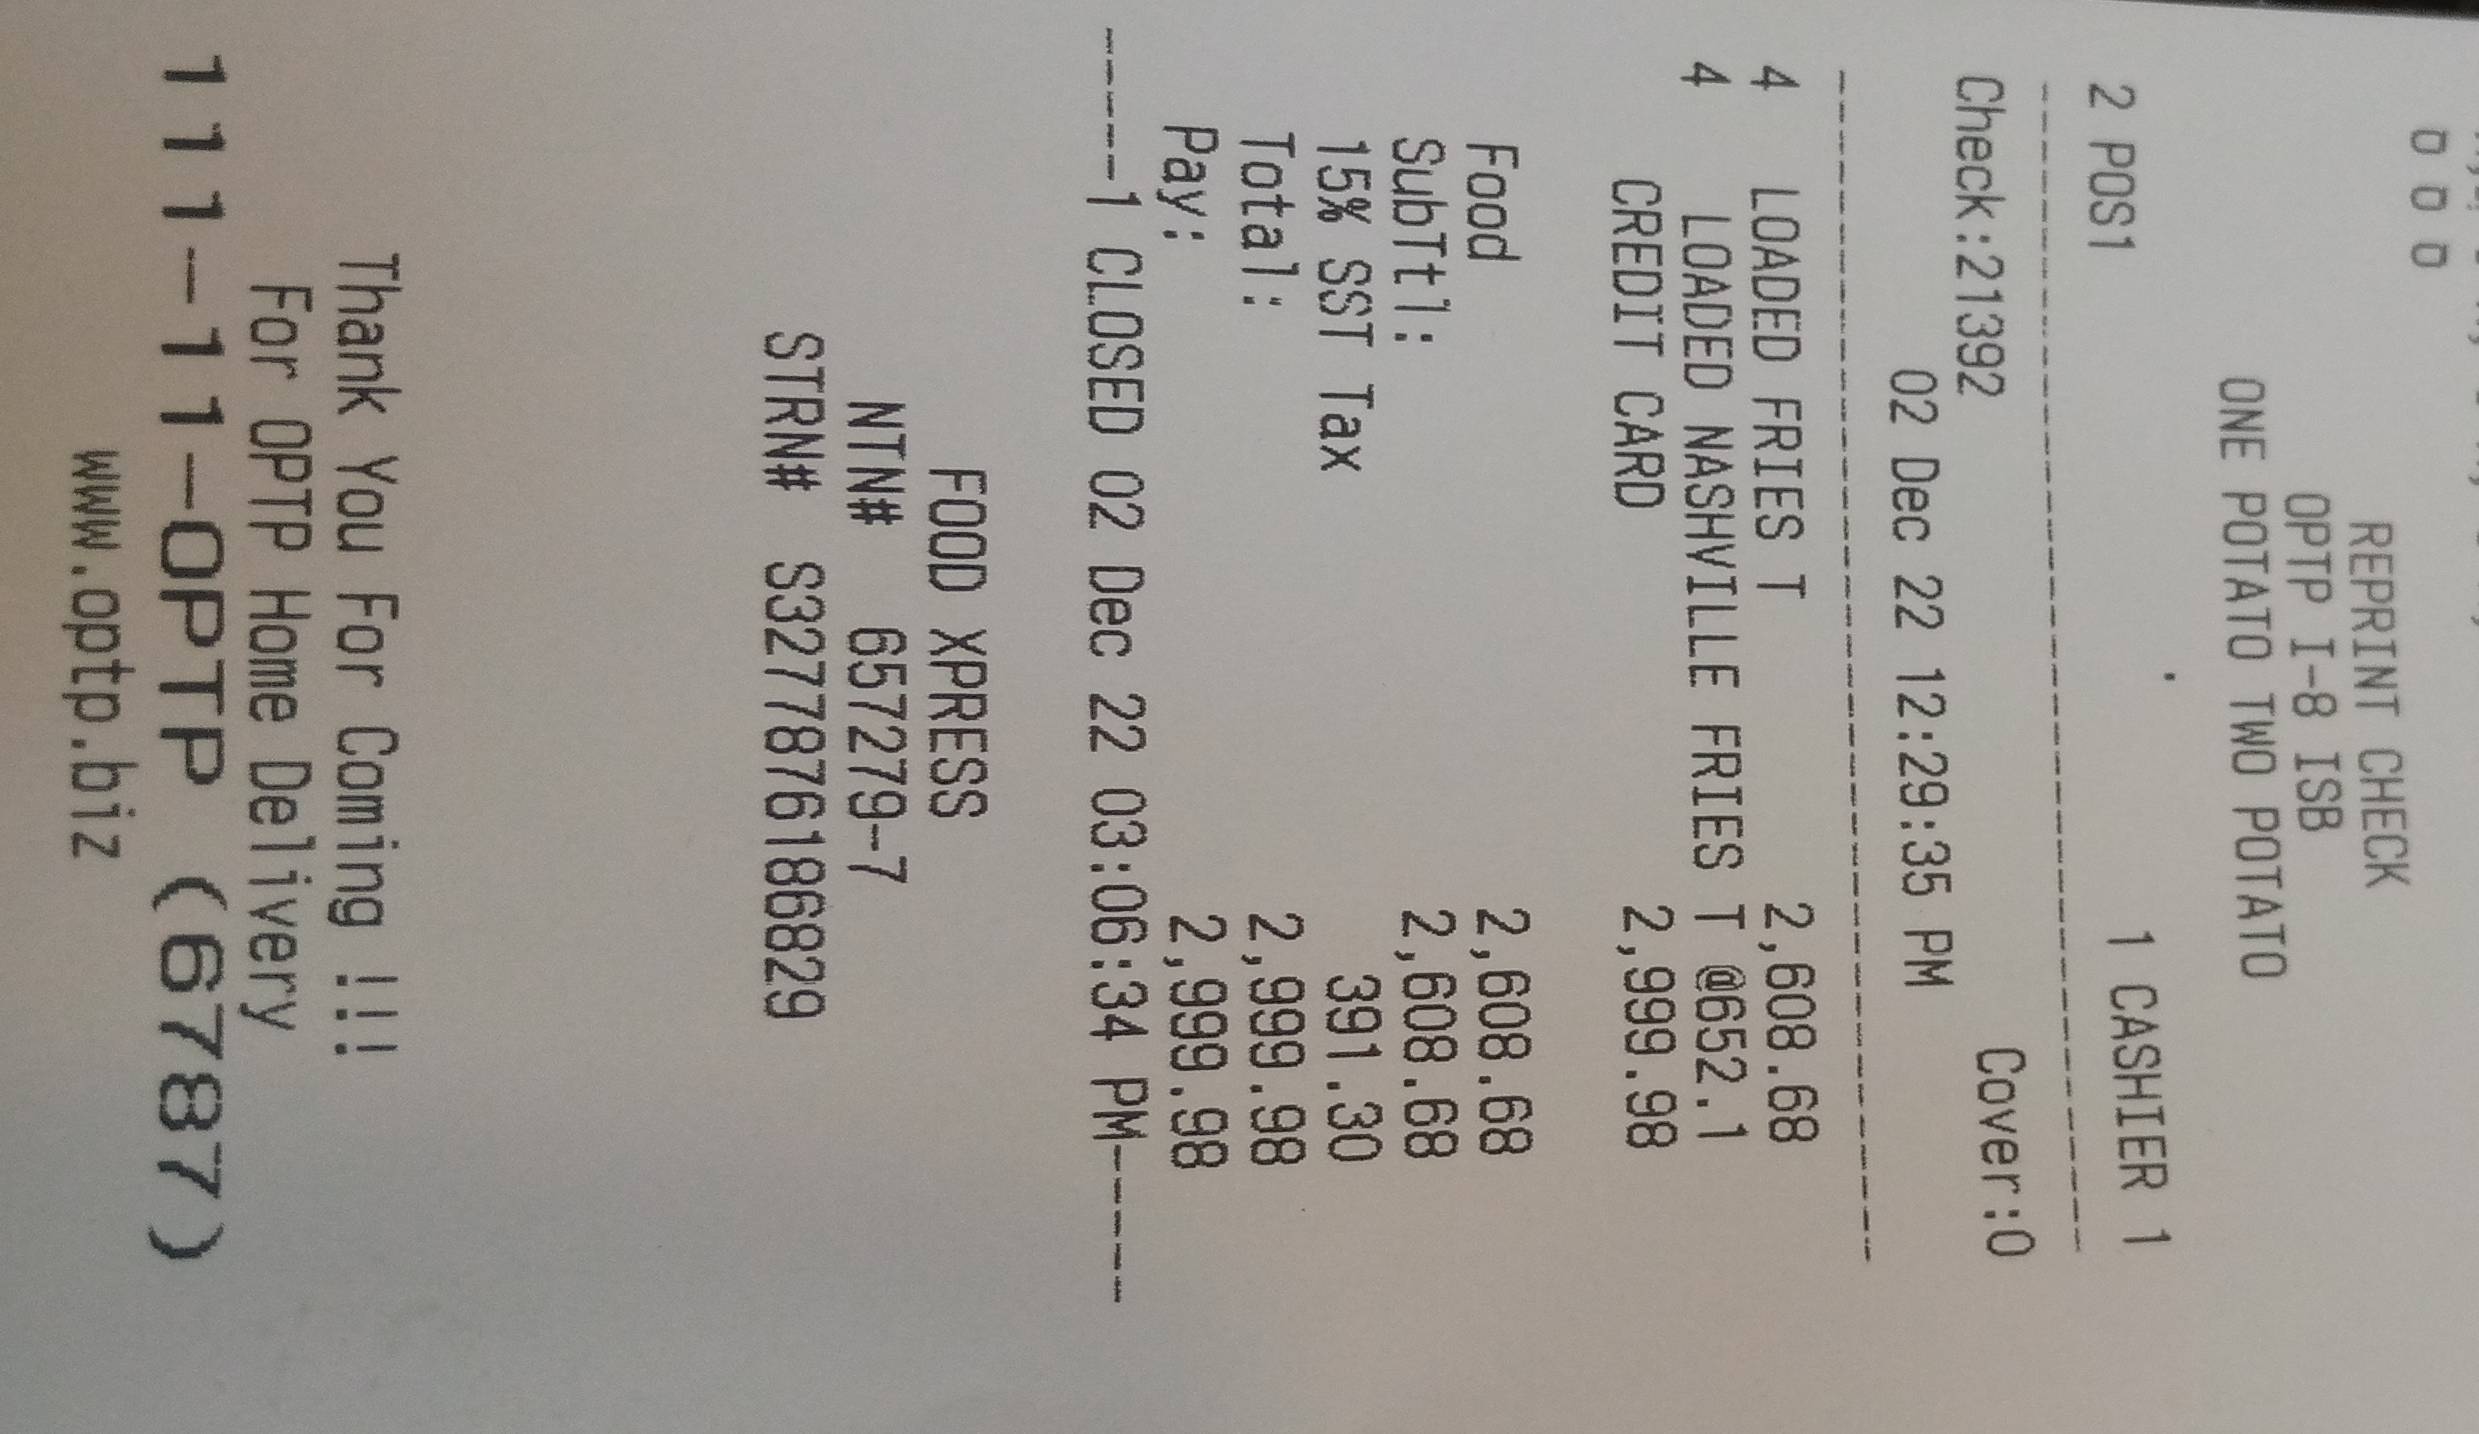 REPRINT CHECK
OPTP I-8 ISB
ONE POTATO TWO POTATO
2 POS1 1 CASHIER 1
--------------------------------
Check:21392 Cover:0
02 Dec 22 12:29:35 PM
--------------------------------
4 LOADED FRIES T 2,608.68
4 LOADED NASHVILLE FRIES T @652.1
CREDIT CARD 2,999.98
Food 2,608.68
SubTtl: 2,608.68
15% SST Tax 391.30
Total: 2,999.98
Pay: 2,999.98
-----1 CLOSED 02 Dec 22 03:06:34 PM-----
FOOD XPRESS
NTN# 657279-7
STRN# S3277876186829
Thank You For Coming !!!
For OPTP Home Delivery
111-11-OPTP (6787)
www.optp.biz